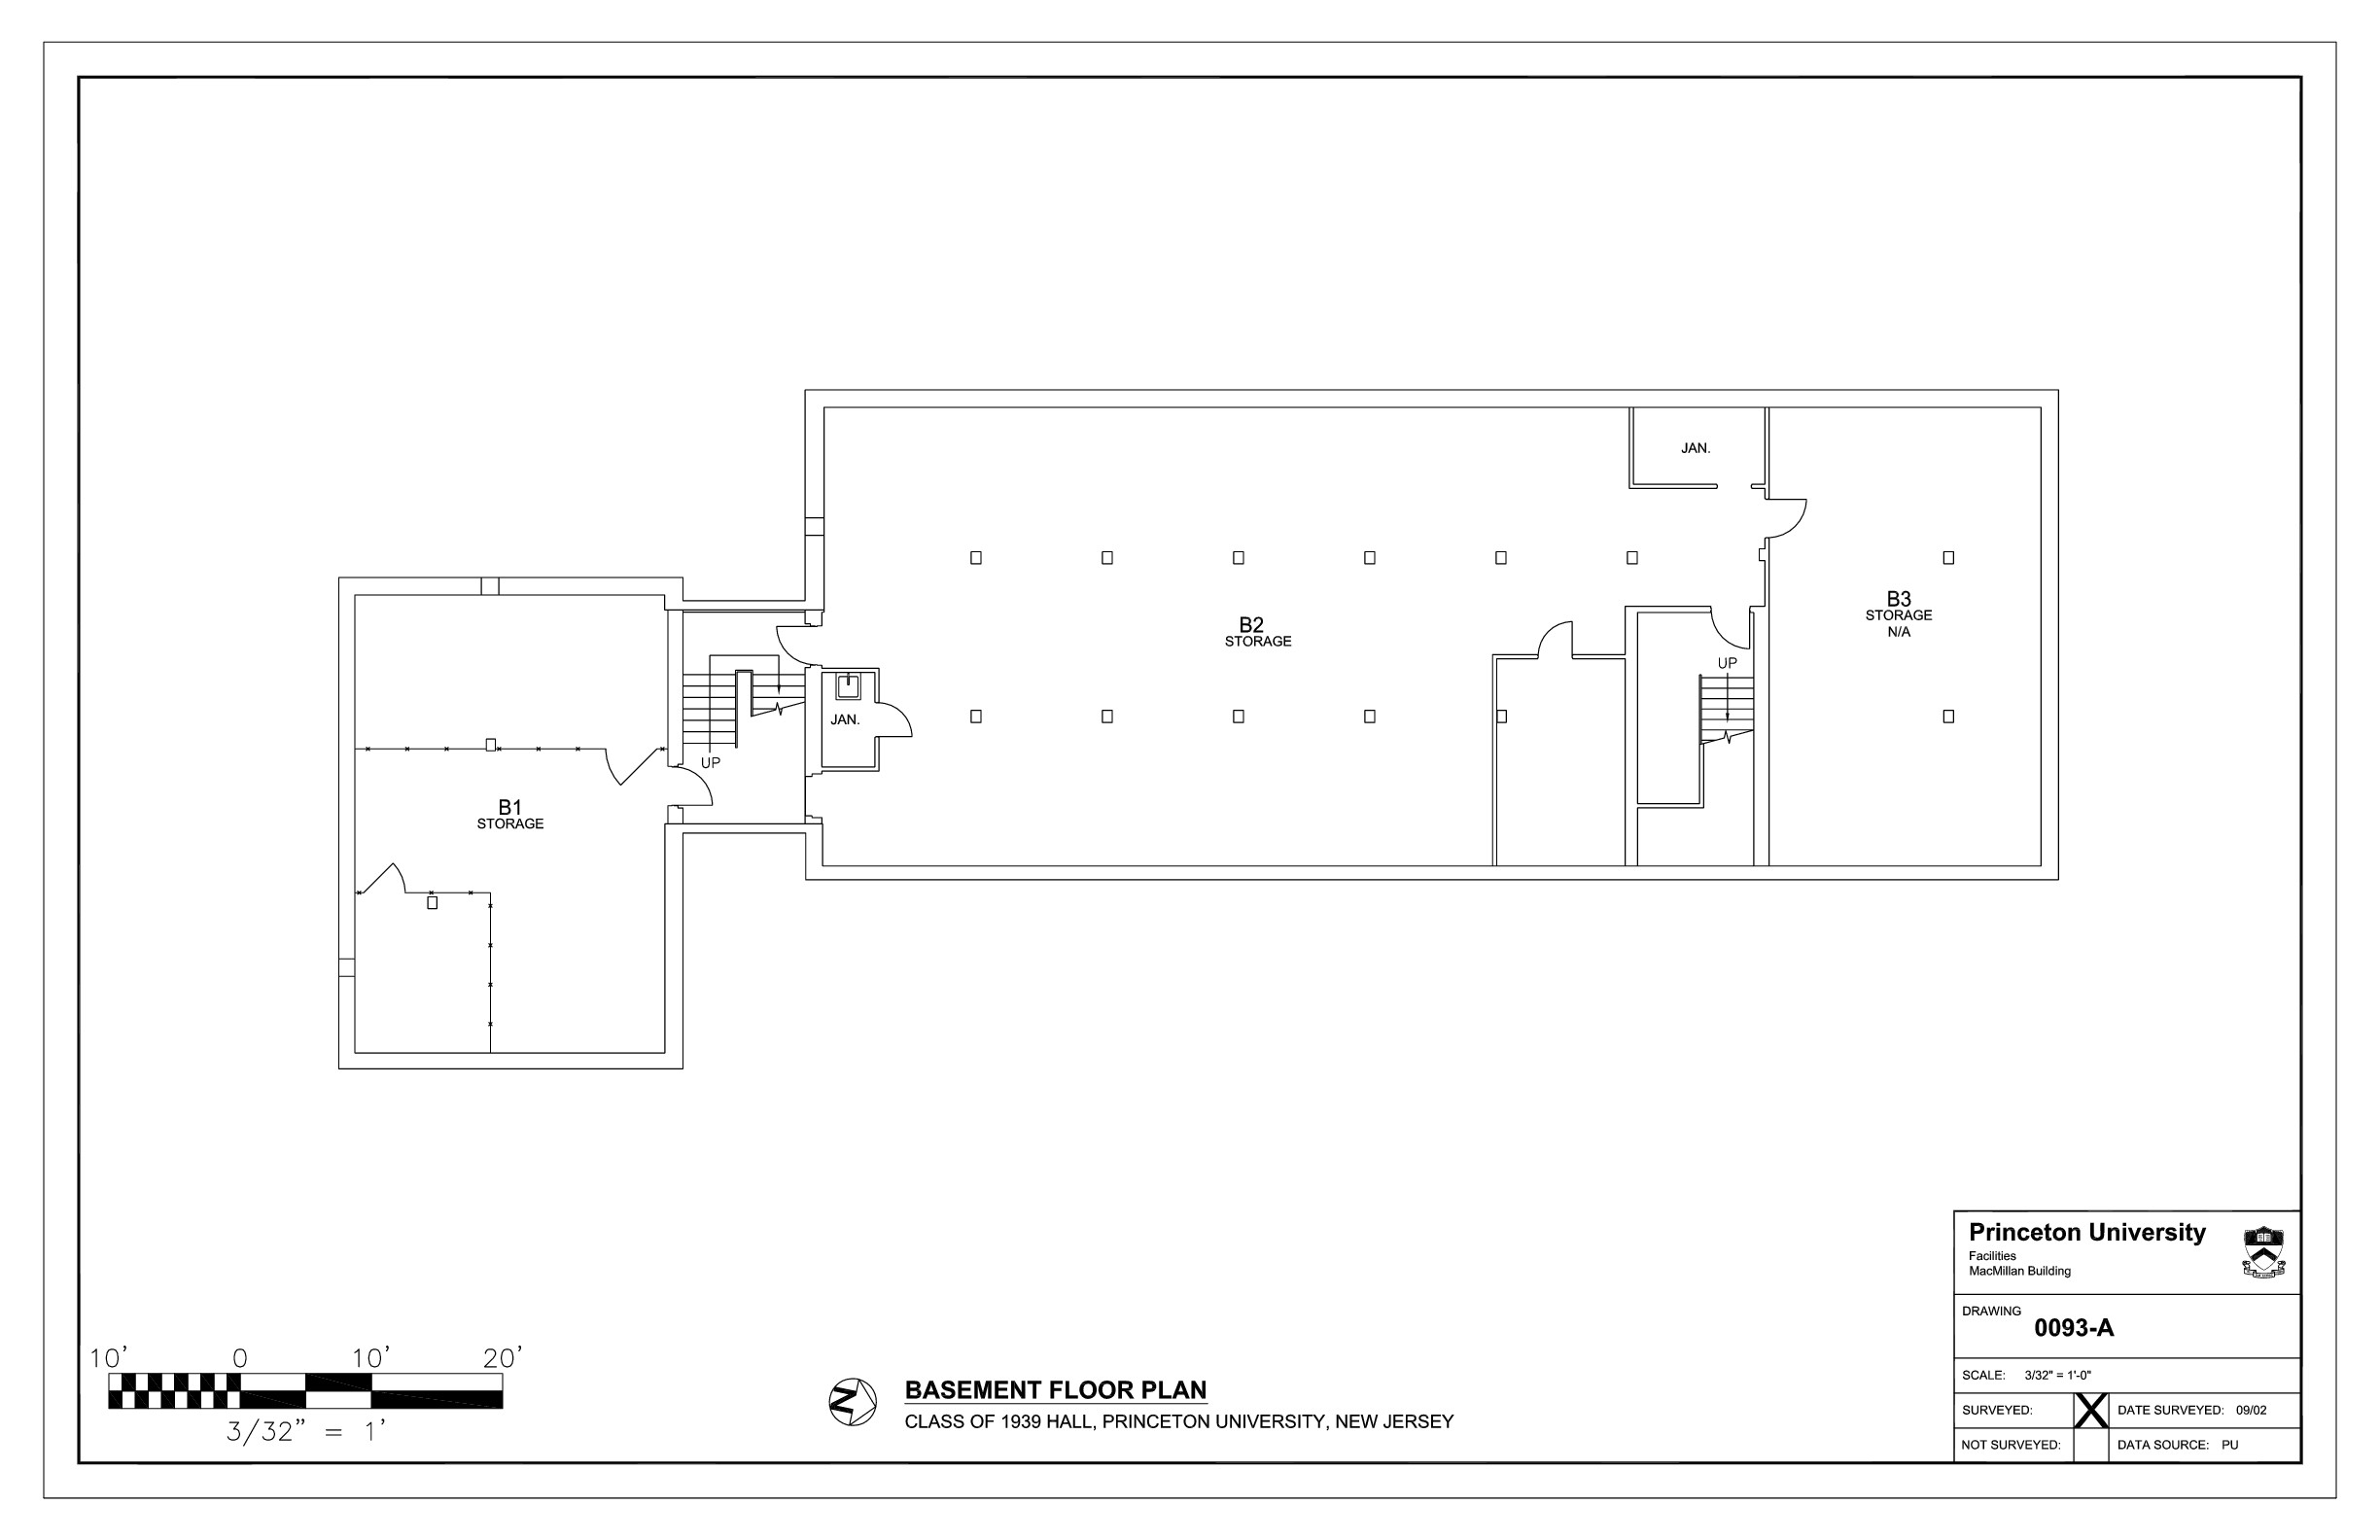 JAN.
B3
STORAGE
N/A
B2
STORAGE
UP
JAN.
UP
B1
STORAGE
Princeton University
Facilities
MacMillan Building
DRAWING
0093-A
SCALE: 3/32" = 1'-0"
SURVEYED: X DATE SURVEYED: 09/02
NOT SURVEYED: DATA SOURCE: PU
10' 0 10' 20'
3/32" = 1'
N
BASEMENT FLOOR PLAN
CLASS OF 1939 HALL, PRINCETON UNIVERSITY, NEW JERSEY